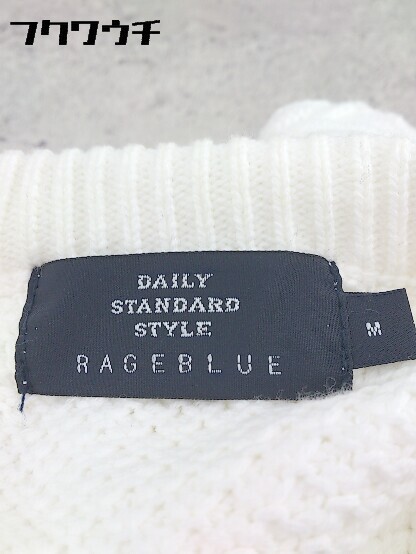 フクワウチ
DAILY
STANDARD
STYLE
RAGEBLUE
M